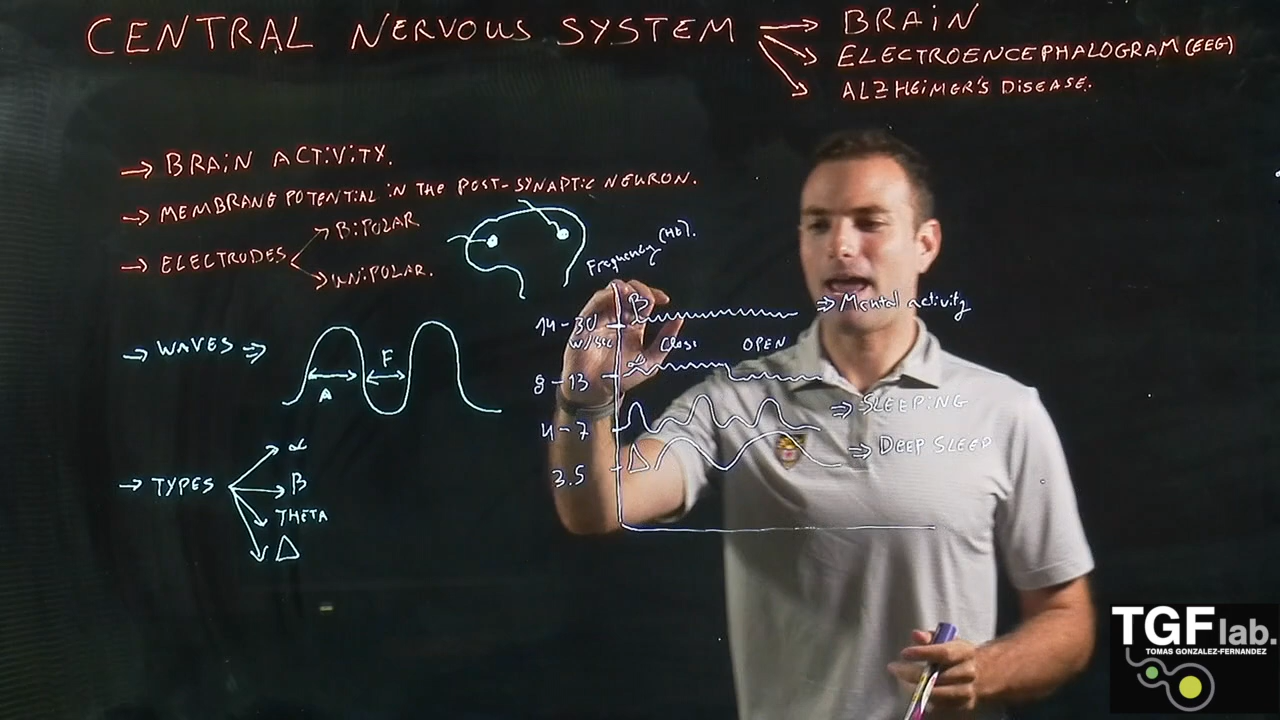 CENTRAL NERVOUS SYSTEM
BRAIN
ELECTROENCEPHALOGRAM (EEG)
ALZHEIMER'S DISEASE.
→ BRAIN ACTIVITY.
→ MEMBRANE POTENTIAL IN THE POST-SYNAPTIC NEURON.
→ ELECTRODES
BIPOLAR
UNIPOLAR.
→ WAVES ⇒
A
F
→ TYPES
α
β
THETA
Δ
Frequency (Hz).
14-30
W/SEC
β
⇒ Mental activity
8-13
α
CLOSE
OPEN
4-7
⇒ SLEEPING
3.5
Δ
⇒ DEEP SLEEP
TGF lab.
TOMAS GONZALEZ-FERNANDEZ